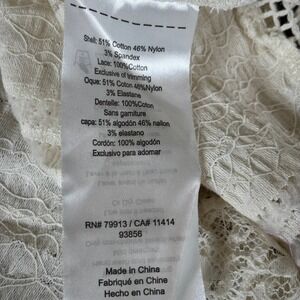 Shell: 51% Cotton 46% Nylon
3% Spandex
Lace: 100%Cotton
Exclusive of trimming
Oque: 51% Coton 46%Nylon
3% Elastane
Dentelle: 100%Coton
Sans garniture
capa: 51% algodón 46% nailon
3% elastano
Cordón: 100% algodón
Exclusivo para adornar
RN# 79913 / CA# 11414
93856
Made in China
Fabriqué en Chine
Hecho en China